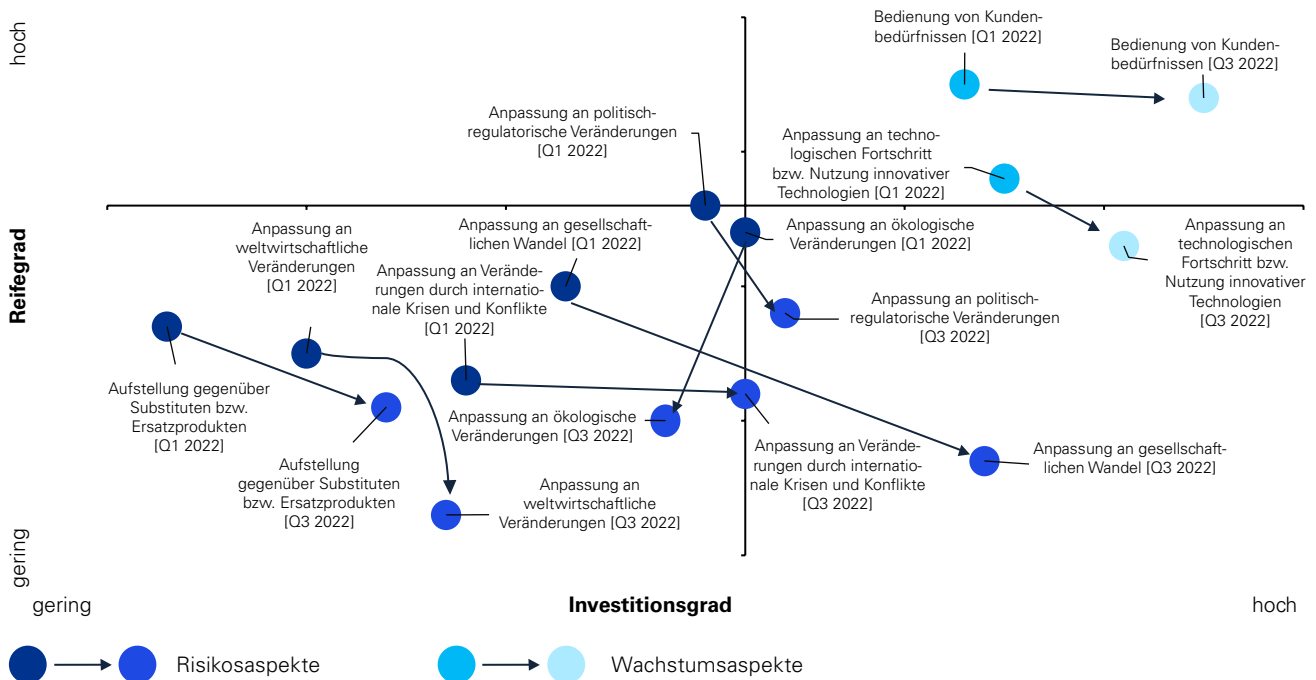 hoch
Reifegrad
gering
Bedienung von Kunden-
bedürfnissen [Q1 2022]
Bedienung von Kunden-
bedürfnissen [Q3 2022]
Anpassung an politisch-
regulatorische Veränderungen
[Q1 2022]
Anpassung an techno-
logischen Fortschritt
bzw. Nutzung innovativer
Technologien [Q1 2022]
Anpassung an
weltwirtschaftliche
Veränderungen
[Q1 2022]
Anpassung an gesellschaft-
lichen Wandel [Q1 2022]
Anpassung an ökologische
Veränderungen [Q1 2022]
Anpassung an
technologischen
Fortschritt bzw.
Nutzung innovativer
Technologien
[Q3 2022]
Anpassung an Verände-
rungen durch internatio-
nale Krisen und Konflikte
[Q1 2022]
Anpassung an politisch-
regulatorische Veränderungen
[Q3 2022]
Aufstellung gegenüber
Substituten bzw.
Ersatzprodukten
[Q1 2022]
Anpassung an ökologische
Veränderungen [Q3 2022]
Anpassung an Verände-
rungen durch internatio-
nale Krisen und Konflikte
[Q3 2022]
Anpassung an gesellschaft-
lichen Wandel [Q3 2022]
Aufstellung
gegenüber Substituten
bzw. Ersatzprodukten
[Q3 2022]
Anpassung an
weltwirtschaftliche
Veränderungen [Q3 2022]
gering
Investitionsgrad
hoch
Risikosaspekte
Wachstumsaspekte